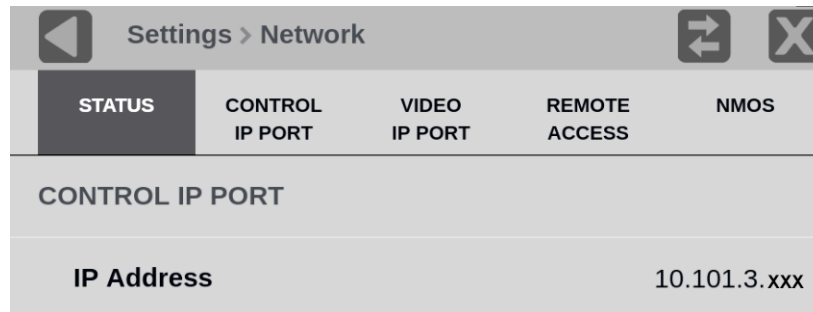 Settings > Network
X
STATUS
CONTROL
IP PORT
VIDEO
IP PORT
REMOTE
ACCESS
NMOS
CONTROL IP PORT
IP Address 10.101.3.xxx